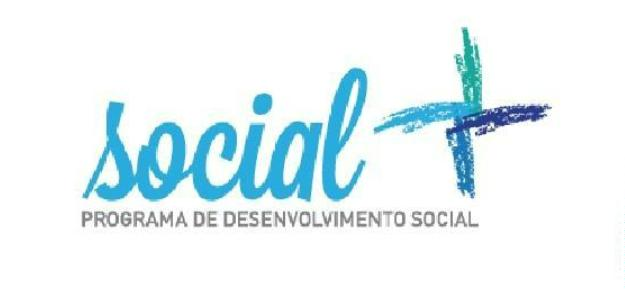 social+
PROGRAMA DE DESENVOLVIMENTO SOCIAL